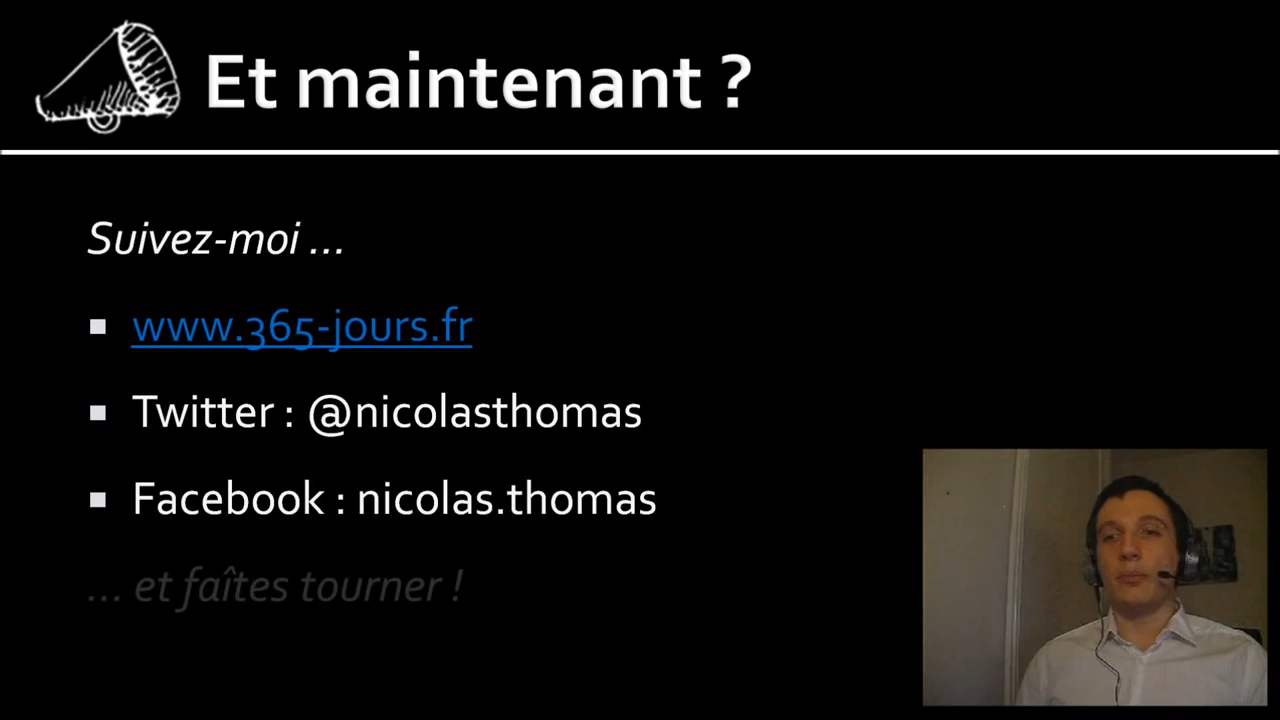 Et maintenant ?
Suivez-moi ...
www.365-jours.fr
Twitter : @nicolasthomas
Facebook : nicolas.thomas
... et faîtes tourner !